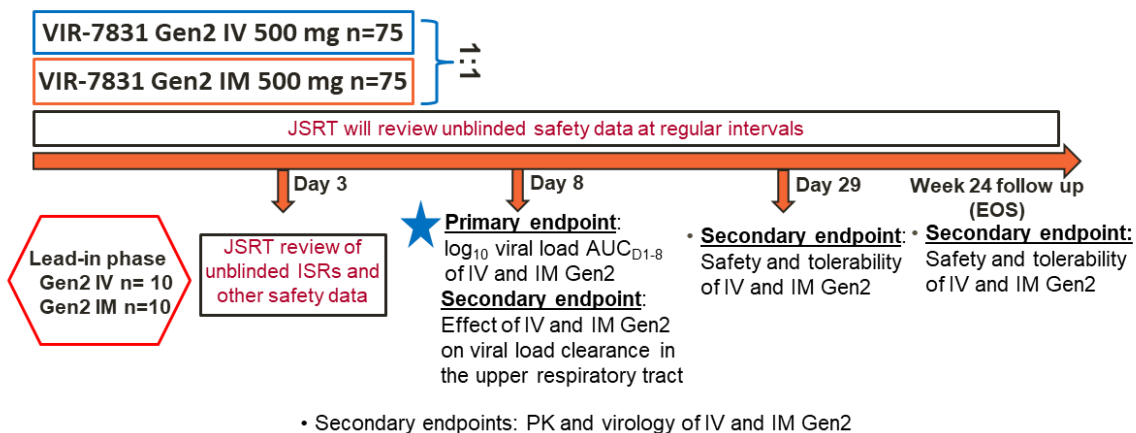 VIR-7831 Gen2 IV 500 mg n=75
VIR-7831 Gen2 IM 500 mg n=75
1:1
JSRT will review unblinded safety data at regular intervals
Day 3
Day 8
Day 29
Week 24 follow up
(EOS)
Lead-in phase
Gen2 IV n= 10
Gen2 IM n=10
JSRT review of
unblinded ISRs and
other safety data
Primary endpoint:
log10 viral load AUCD1-8
of IV and IM Gen2
Secondary endpoint:
Effect of IV and IM Gen2
on viral load clearance in
the upper respiratory tract
• Secondary endpoint:
Safety and tolerability
of IV and IM Gen2
• Secondary endpoint:
Safety and tolerability
of IV and IM Gen2
• Secondary endpoints: PK and virology of IV and IM Gen2